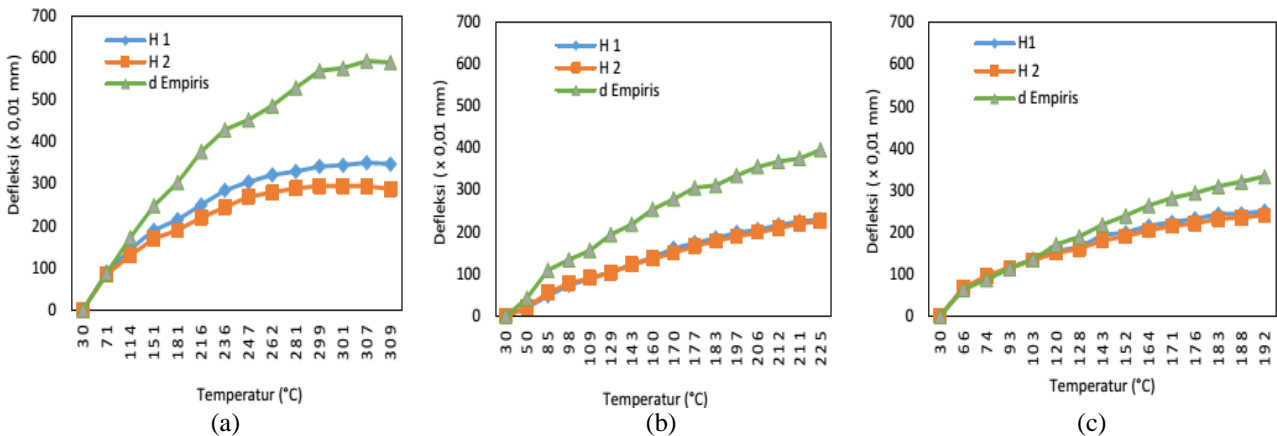 700
600
500
400
300
200
100
0
Defleksi (x 0,01 mm)
H 1
H 2
d Empiris
30 71 114 151 181 216 236 247 262 281 299 301 307 309
Temperatur (°C)
(a)
700
600
500
400
300
200
100
0
Defleksi ( x 0,01 mm)
H 1
H 2
d Empiris
30 50 85 98 109 129 143 160 170 177 183 197 206 212 211 225
Temperatur (°C)
(b)
700
600
500
400
300
200
100
0
Defleksi ( x 0,01 mm)
H1
H 2
d Empiris
30 66 74 93 103 120 128 143 152 164 171 176 183 188 192
Temperatur (°C)
(c)